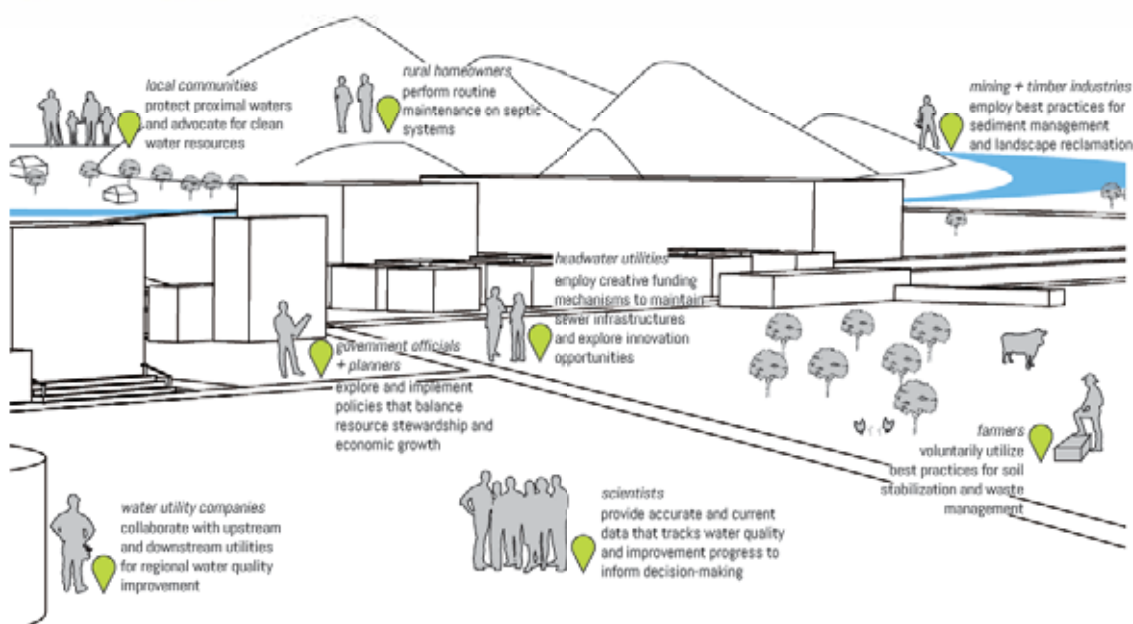 local communities
protect proximal waters
and advocate for clean
water resources
rural homeowners
perform routine
maintenance on septic
systems
mining + timber industries
employ best practices for
sediment management
and landscape reclamation
headwater utilities
employ creative funding
mechanisms to maintain
sewer infrastructures
and explore innovation
opportunities
government officials
+ planners
explore and implement
policies that balance
resource stewardship and
economic growth
farmers
voluntarily utilize
best practices for soil
stabilization and waste
management
water utility companies
collaborate with upstream
and downstream utilities
for regional water quality
improvement
scientists
provide accurate and current
data that tracks water quality
and improvement progress to
inform decision-making